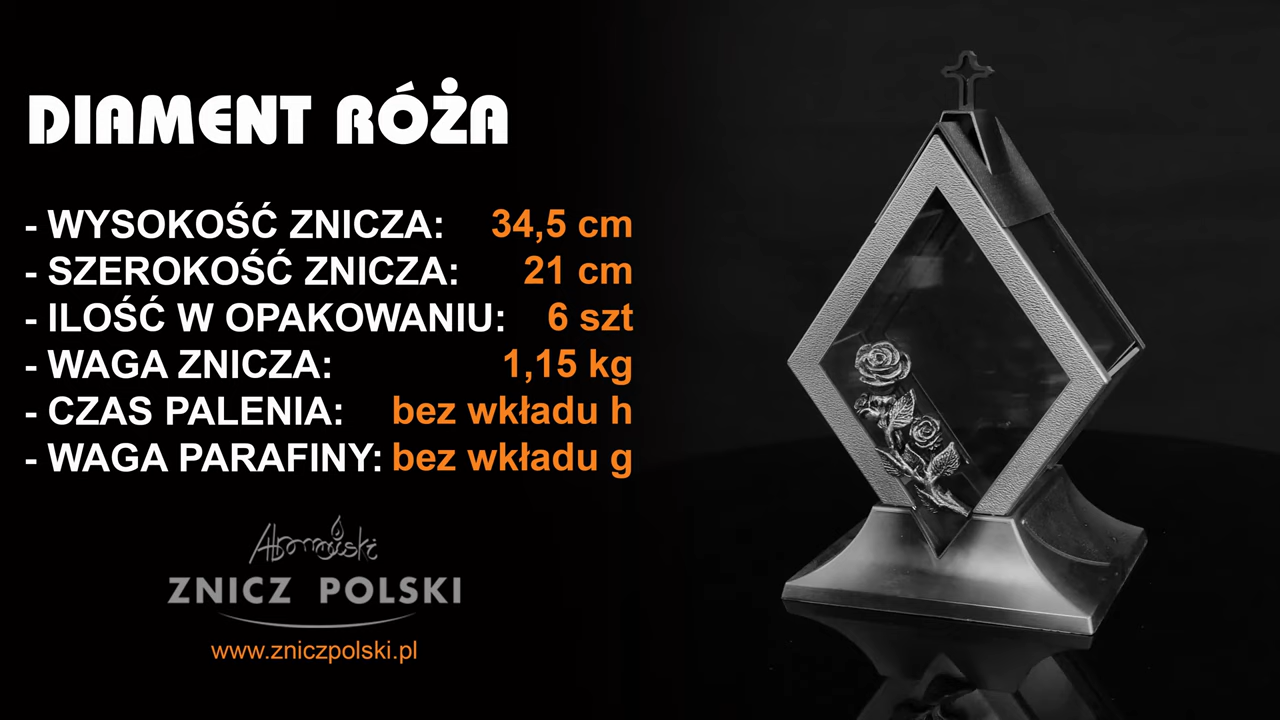 DIAMENT RÓŻA
- WYSOKOŚĆ ZNICZA: 34,5 cm
- SZEROKOŚĆ ZNICZA: 21 cm
- ILOŚĆ W OPAKOWANIU: 6 szt
- WAGA ZNICZA: 1,15 kg
- CZAS PALENIA: bez wkładu h
- WAGA PARAFINY: bez wkładu g
ZNICZ POLSKI
www.zniczpolski.pl